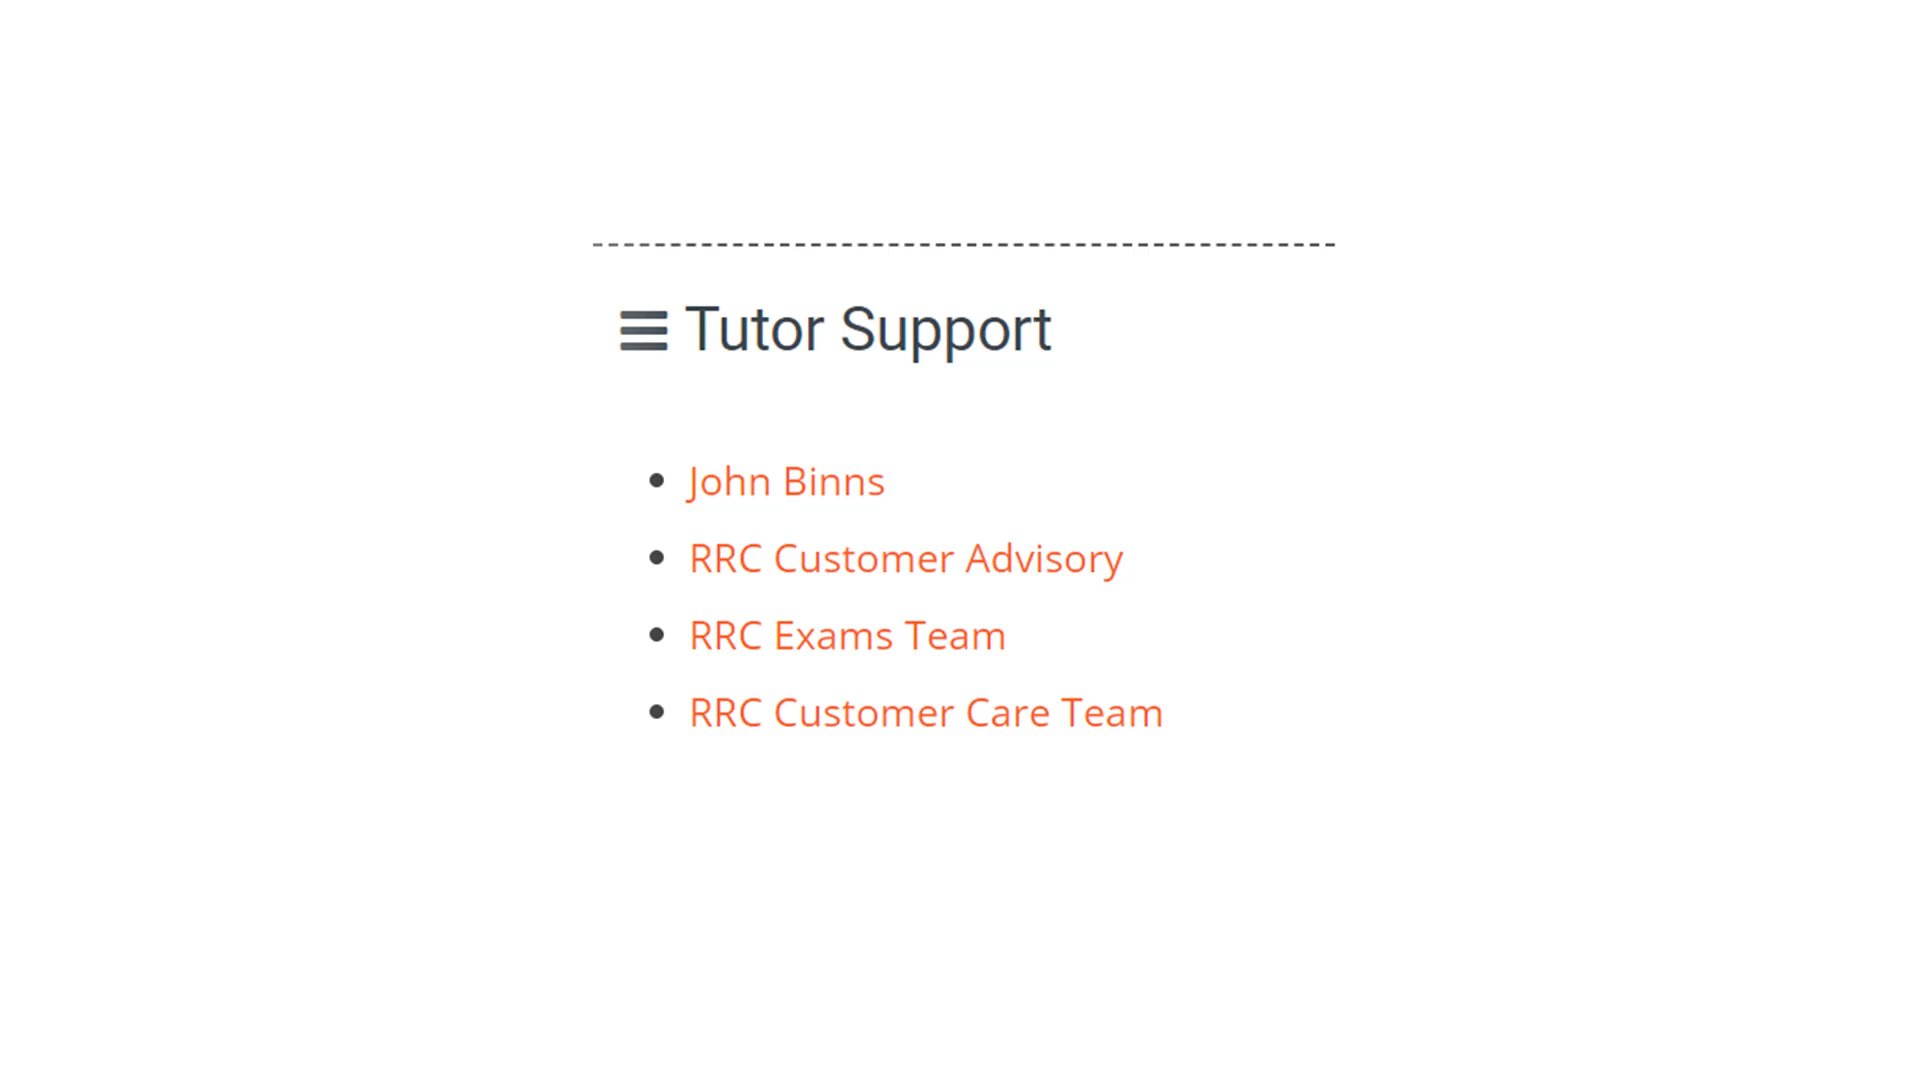 Tutor Support
John Binns
RRC Customer Advisory
RRC Exams Team
RRC Customer Care Team